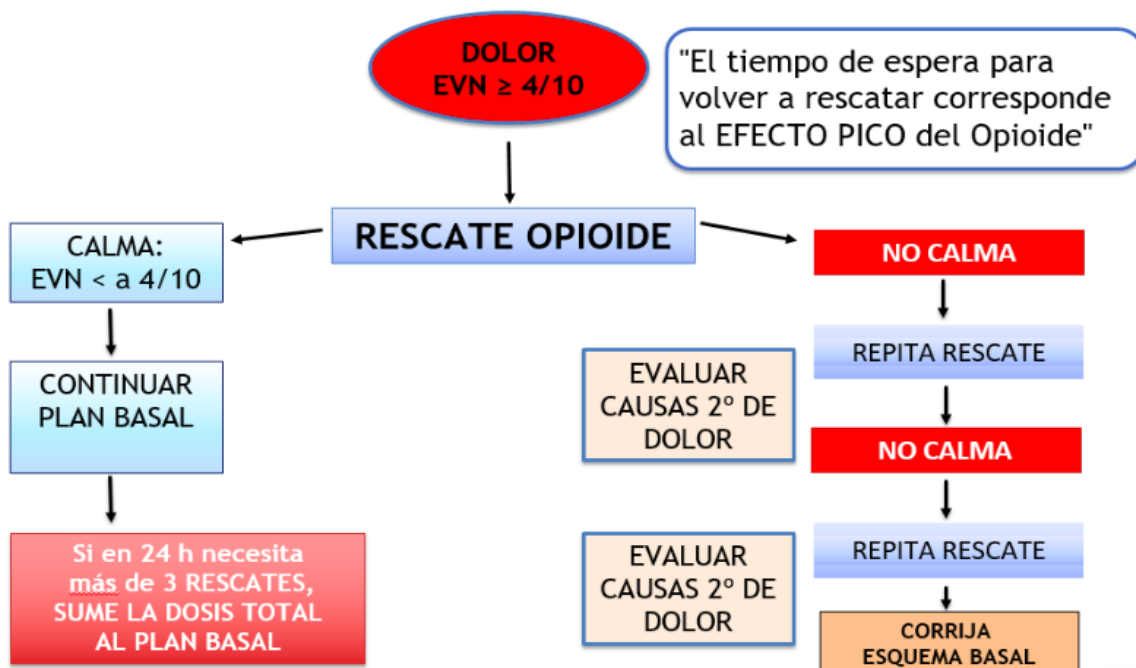 DOLOR
EVN ≥ 4/10
"El tiempo de espera para
volver a rescatar corresponde
al EFECTO PICO del Opioide"
RESCATE OPIOIDE
CALMA:
EVN < a 4/10
NO CALMA
CONTINUAR
PLAN BASAL
REPITA RESCATE
EVALUAR
CAUSAS 2º DE
DOLOR
NO CALMA
Si en 24 h necesita
más de 3 RESCATES,
SUME LA DOSIS TOTAL
AL PLAN BASAL
REPITA RESCATE
EVALUAR
CAUSAS 2º DE
DOLOR
CORRIJA
ESQUEMA BASAL